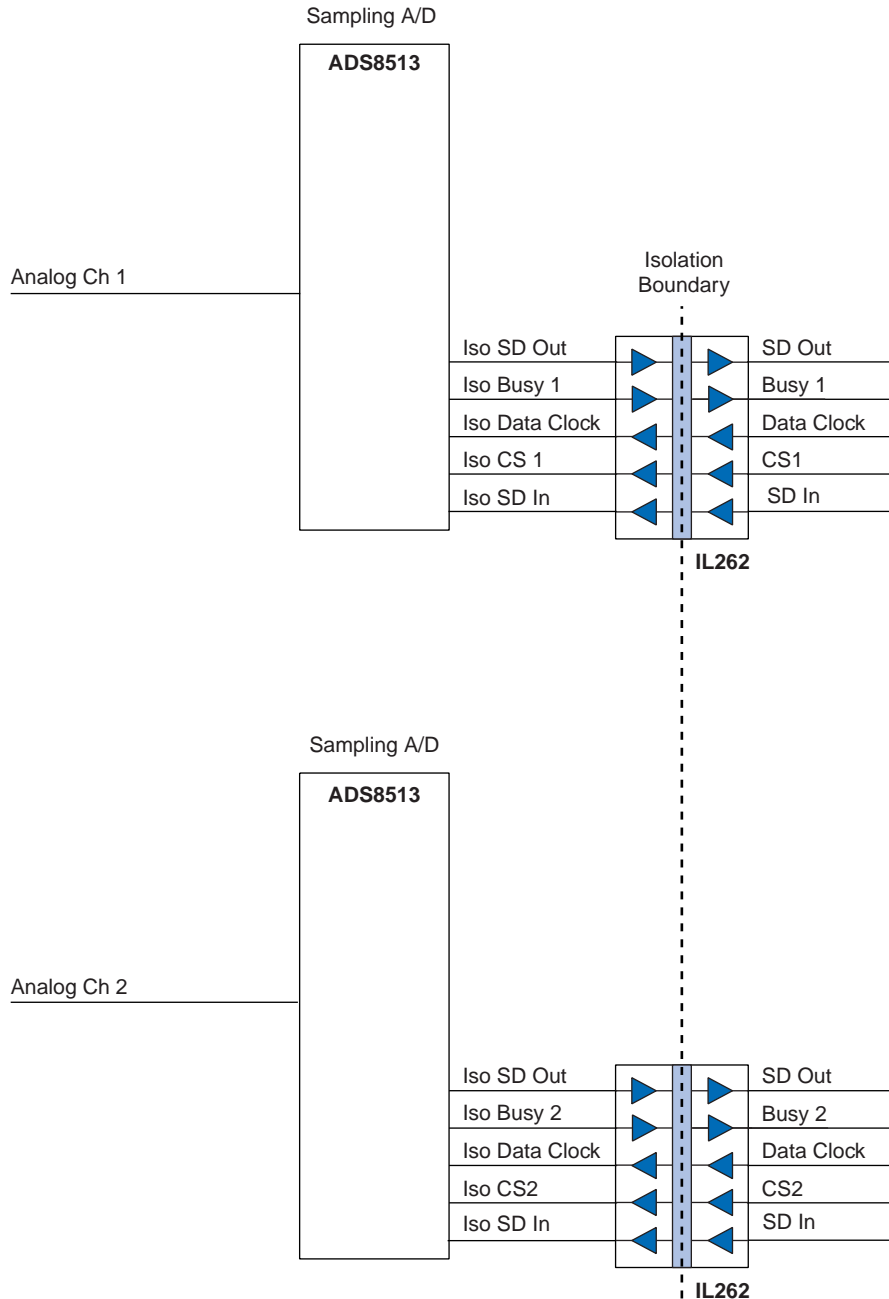 Sampling A/D
ADS8513
Analog Ch 1
Isolation
Boundary
Iso SD Out
SD Out
Iso Busy 1
Busy 1
Iso Data Clock
Data Clock
Iso CS 1
CS1
Iso SD In
SD In
IL262
Sampling A/D
ADS8513
Analog Ch 2
Iso SD Out
SD Out
Iso Busy 2
Busy 2
Iso Data Clock
Data Clock
Iso CS2
CS2
Iso SD In
SD In
IL262